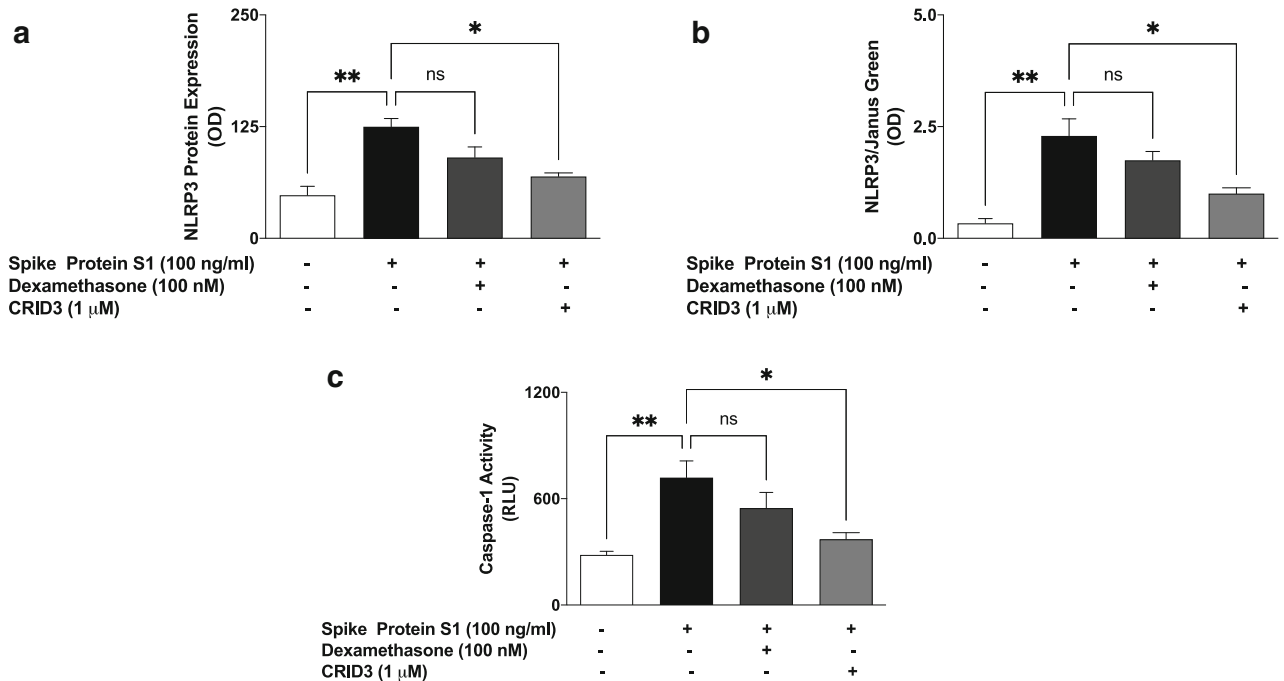 a
NLRP3 Protein Expression
(OD)
250
125
0
**
ns
*
Spike Protein S1 (100 ng/ml) - + + +
Dexamethasone (100 nM) - - + -
CRID3 (1 μM) - - - +
b
NLRP3/Janus Green
(OD)
5.0
2.5
0.0
**
ns
*
Spike Protein S1 (100 ng/ml) - + + +
Dexamethasone (100 nM) - - + -
CRID3 (1 μM) - - - +
c
Caspase-1 Activity
(RLU)
1200
600
0
**
ns
*
Spike Protein S1 (100 ng/ml) - + + +
Dexamethasone (100 nM) - - + -
CRID3 (1 μM) - - - +